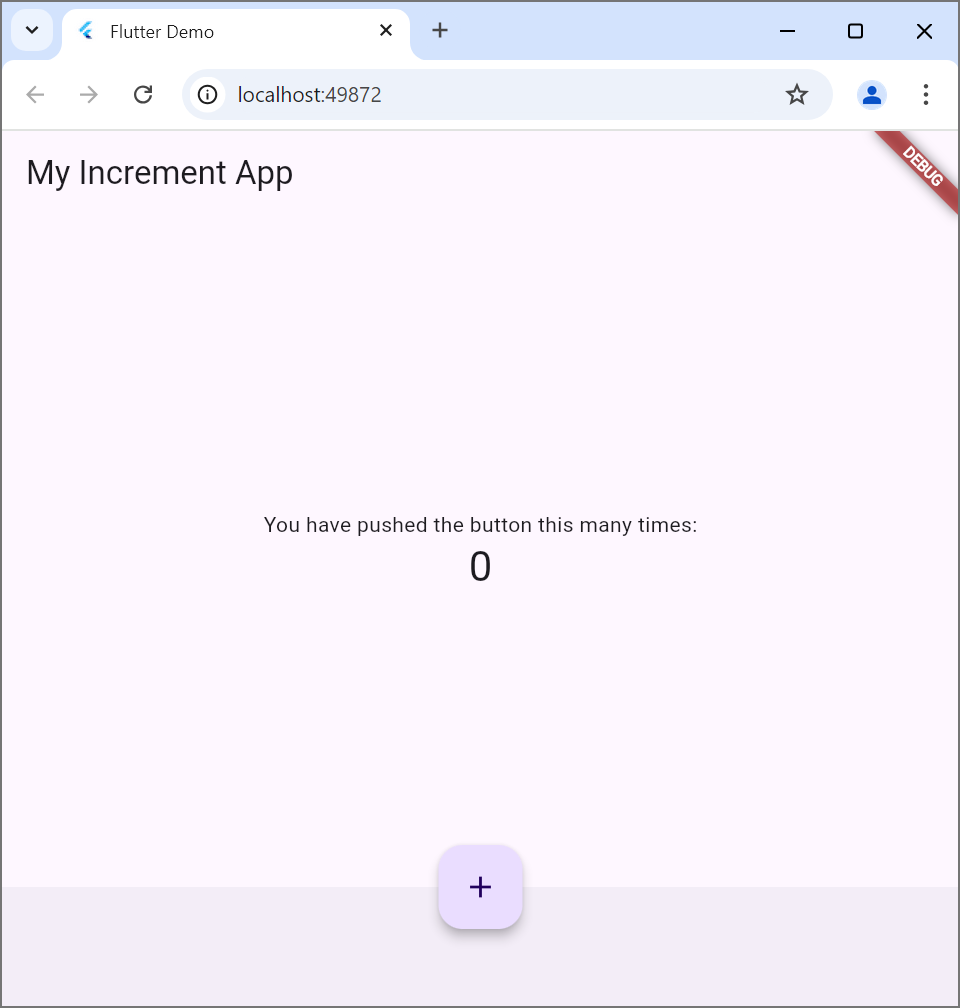 Flutter Demo
localhost:49872
My Increment App
DEBUG
You have pushed the button this many times:
0